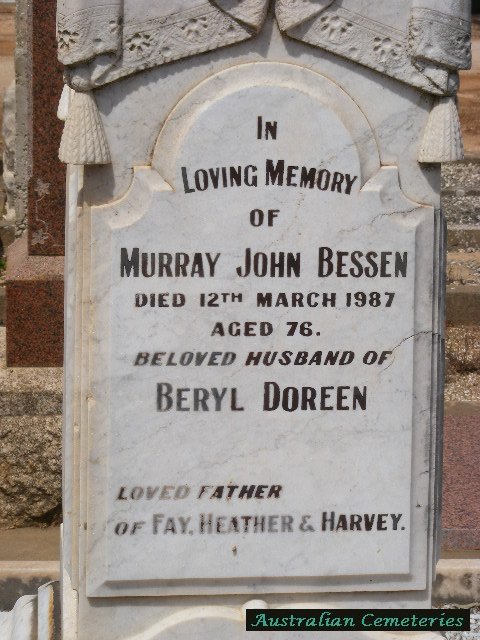 IN
LOVING MEMORY
OF
MURRAY JOHN BESSEN
DIED 12TH MARCH 1987
AGED 76.
BELOVED HUSBAND OF
BERYL DOREEN
LOVED FATHER
OF FAY, HEATHER & HARVEY.
Australian Cemeteries